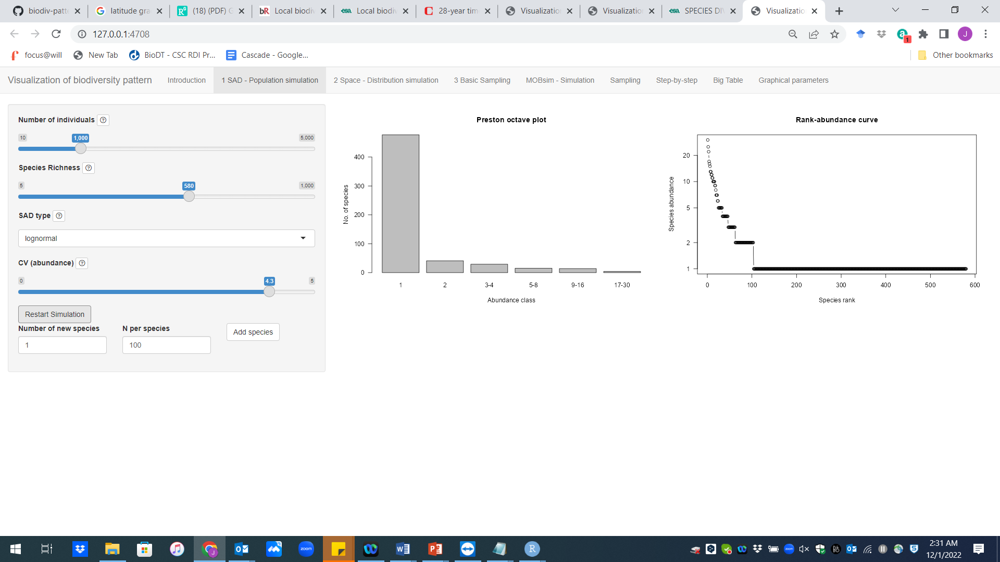 biodiv-patt
latitude gra
(18) (PDF) G
Local biodiv
Local biodiv
28-year tim
Visualizatio
Visualizatio
SPECIES DI
Visualizatio
127.0.0.1:4708
1
J
focus@will
New Tab
BioDT - CSC RDI Pr...
Cascade - Google...
Other bookmarks
Visualization of biodiversity pattern
Introduction
1 SAD - Population simulation
2 Space - Distribution simulation
3 Basic Sampling
MOBsim - Simulation
Sampling
Step-by-step
Big Table
Graphical parameters
Number of individuals
10
1,000
5,000
Species Richness
5
580
1,000
SAD type
lognormal
CV (abundance)
0
4.3
5
Restart Simulation
Number of new species
N per species
Add species
1
100
Preston octave plot
No. of species
400
300
200
100
0
1
2
3-4
5-8
9-16
17-30
Abundance class
Rank-abundance curve
Species abundance
20
10
5
2
1
0
100
200
300
400
500
600
Species rank
zoom
2:31 AM
12/1/2022